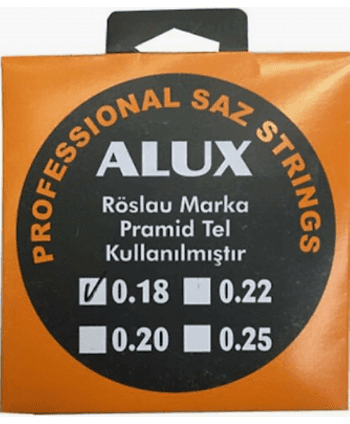 PROFESSIONAL SAZ STRINGS
ALUX
Röslau Marka
Pramid Tel
Kullanılmıştır
0.18 0.22
0.20 0.25